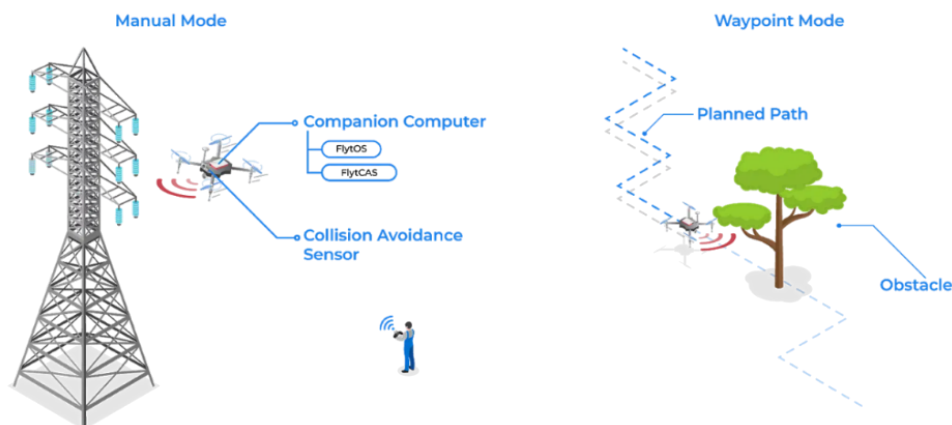 Manual Mode
Companion Computer
FlytOS
FlytCAS
Collision Avoidance
Sensor
Waypoint Mode
Planned Path
Obstacle